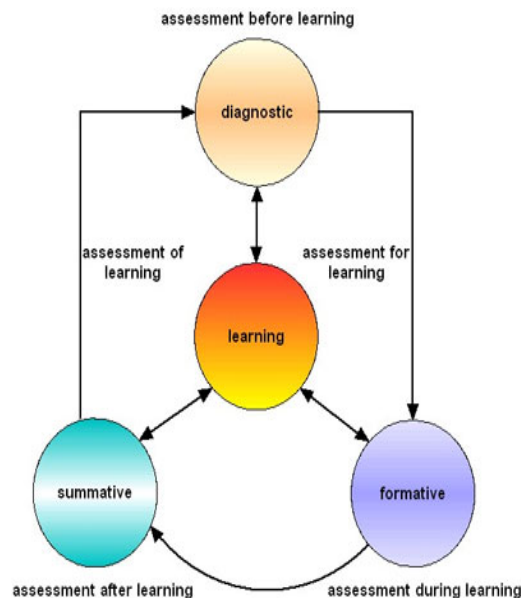 assessment before learning
diagnostic
assessment of
learning
assessment for
learning
learning
summative
formative
assessment after learning
assessment during learning